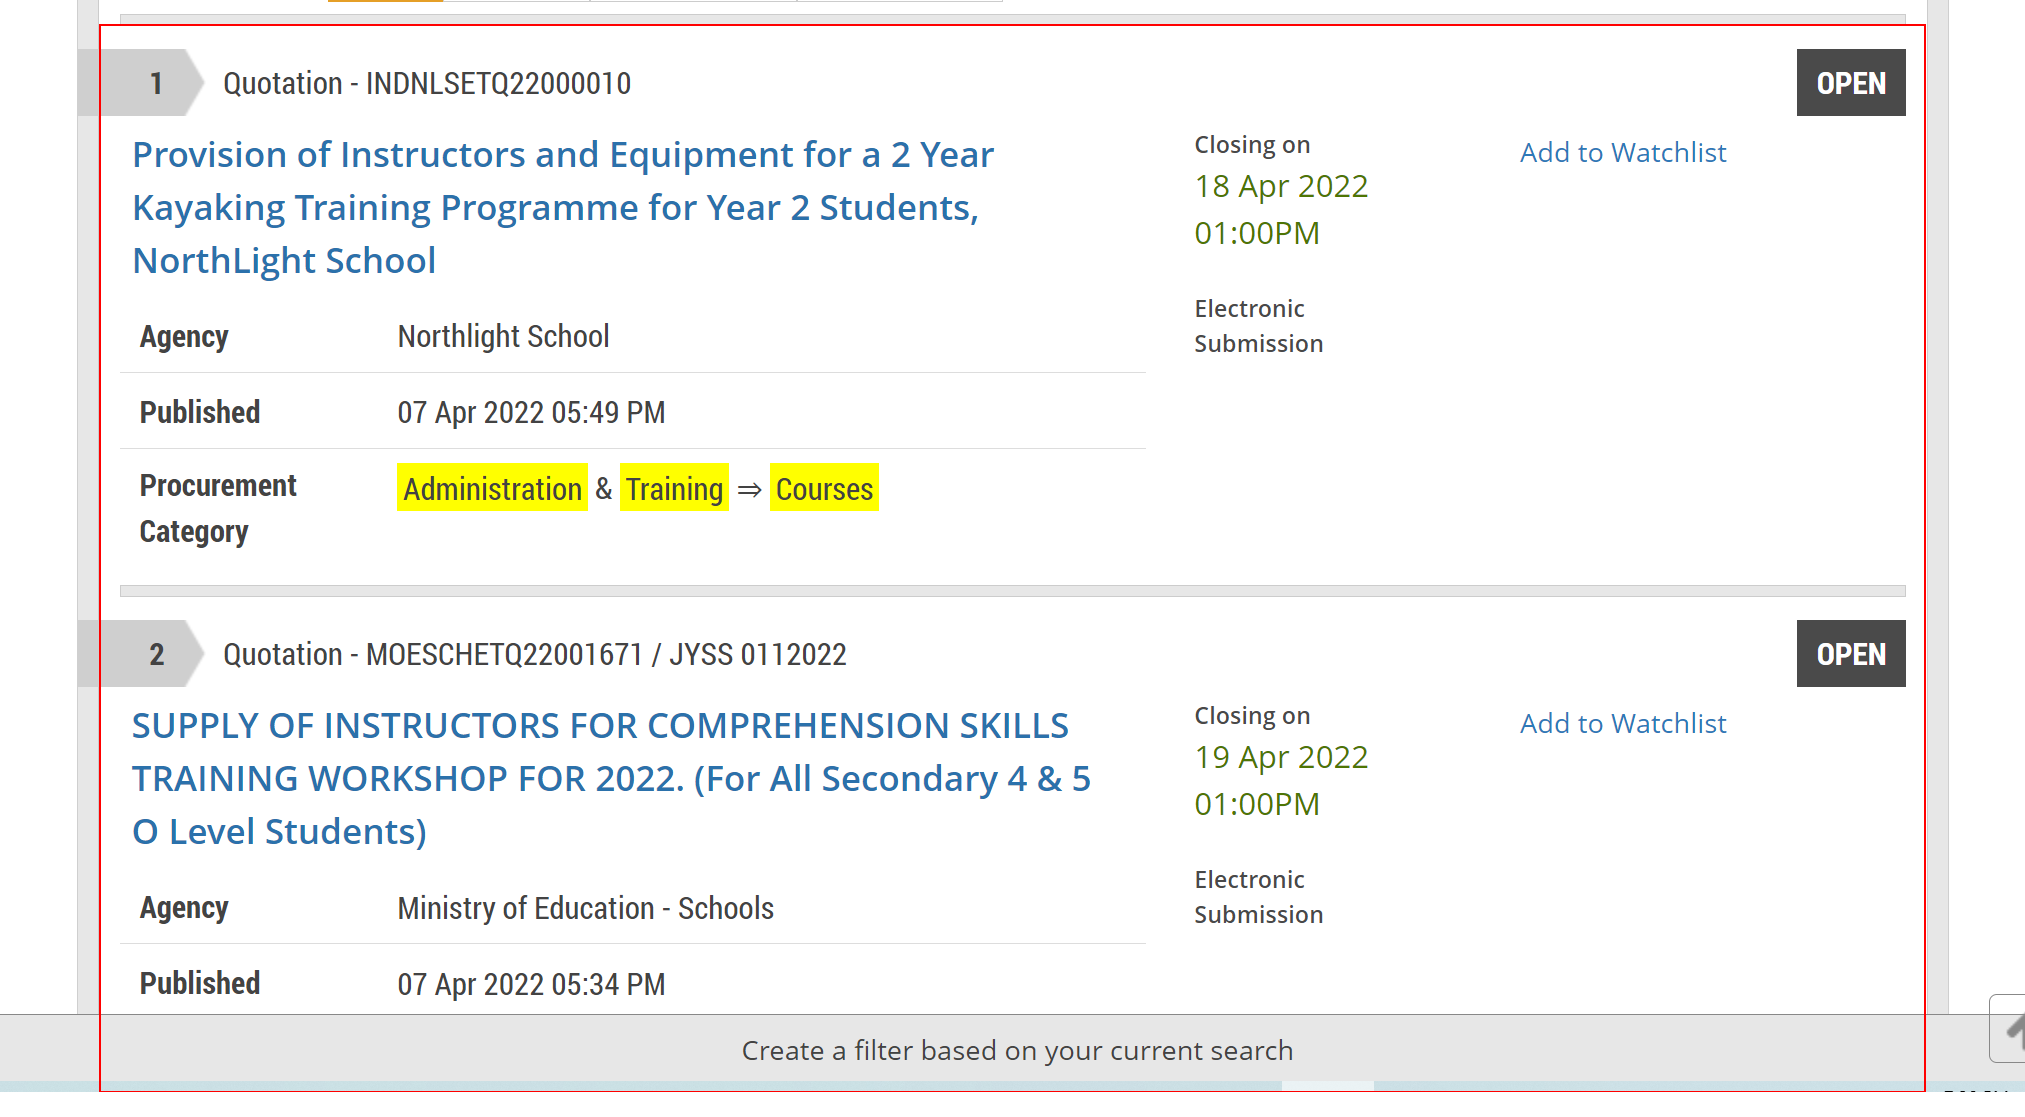 1
Quotation - INDNLSETQ22000010
OPEN
Provision of Instructors and Equipment for a 2 Year
Kayaking Training Programme for Year 2 Students,
NorthLight School
Closing on
18 Apr 2022
01:00PM
Electronic
Submission
Add to Watchlist
Agency Northlight School
Published 07 Apr 2022 05:49 PM
Procurement
Category
Administration & Training ⇒ Courses
2
Quotation - MOESCHETQ22001671 / JYSS 0112022
OPEN
SUPPLY OF INSTRUCTORS FOR COMPREHENSION SKILLS
TRAINING WORKSHOP FOR 2022. (For All Secondary 4 & 5
O Level Students)
Closing on
19 Apr 2022
01:00PM
Electronic
Submission
Add to Watchlist
Agency Ministry of Education - Schools
Published 07 Apr 2022 05:34 PM
Create a filter based on your current search